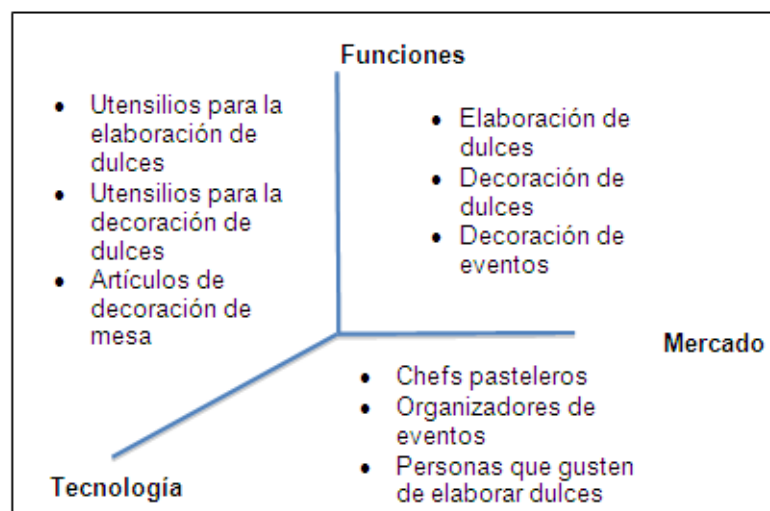 Funciones
• Utensilios para la
elaboración de
dulces
• Utensilios para la
decoración de
dulces
• Artículos de
decoración de
mesa
• Elaboración de
dulces
• Decoración de
dulces
• Decoración de
eventos
Mercado
• Chefs pasteleros
• Organizadores de
eventos
• Personas que gusten
de elaborar dulces
Tecnología